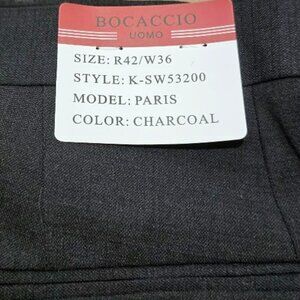 BOCACCIO
UOMO
SIZE: R42/W36
STYLE: K-SW53200
MODEL: PARIS
COLOR: CHARCOAL